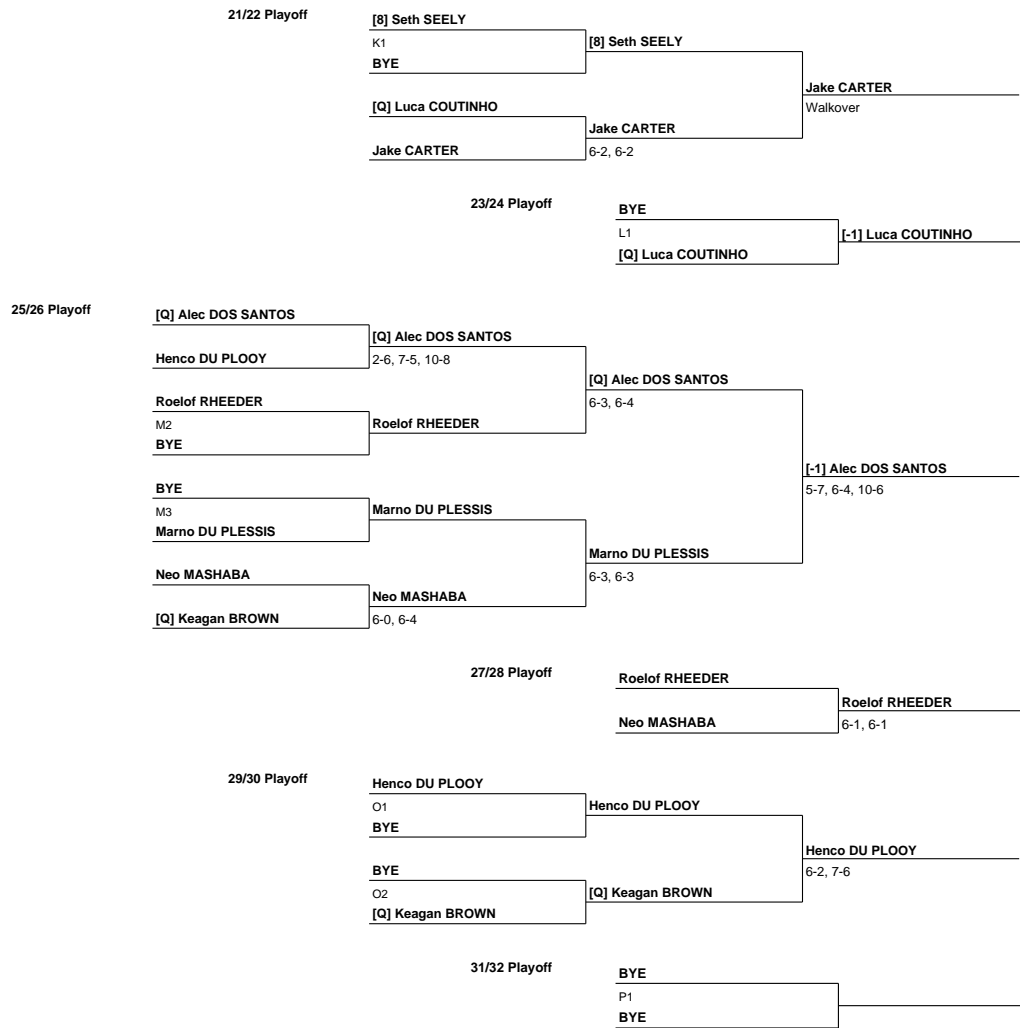 21/22 Playoff
[8] Seth SEELY
K1
BYE
[8] Seth SEELY
[Q] Luca COUTINHO
Jake CARTER
Jake CARTER
6-2, 6-2
Jake CARTER
Walkover
23/24 Playoff
BYE
L1
[Q] Luca COUTINHO
[-1] Luca COUTINHO
25/26 Playoff
[Q] Alec DOS SANTOS
Henco DU PLOOY
[Q] Alec DOS SANTOS
2-6, 7-5, 10-8
Roelof RHEEDER
M2
BYE
Roelof RHEEDER
[Q] Alec DOS SANTOS
6-3, 6-4
BYE
M3
Marno DU PLESSIS
Marno DU PLESSIS
Neo MASHABA
[Q] Keagan BROWN
Neo MASHABA
6-0, 6-4
Marno DU PLESSIS
6-3, 6-3
[-1] Alec DOS SANTOS
5-7, 6-4, 10-6
27/28 Playoff
Roelof RHEEDER
Neo MASHABA
Roelof RHEEDER
6-1, 6-1
29/30 Playoff
Henco DU PLOOY
O1
BYE
Henco DU PLOOY
BYE
O2
[Q] Keagan BROWN
[Q] Keagan BROWN
Henco DU PLOOY
6-2, 7-6
31/32 Playoff
BYE
P1
BYE